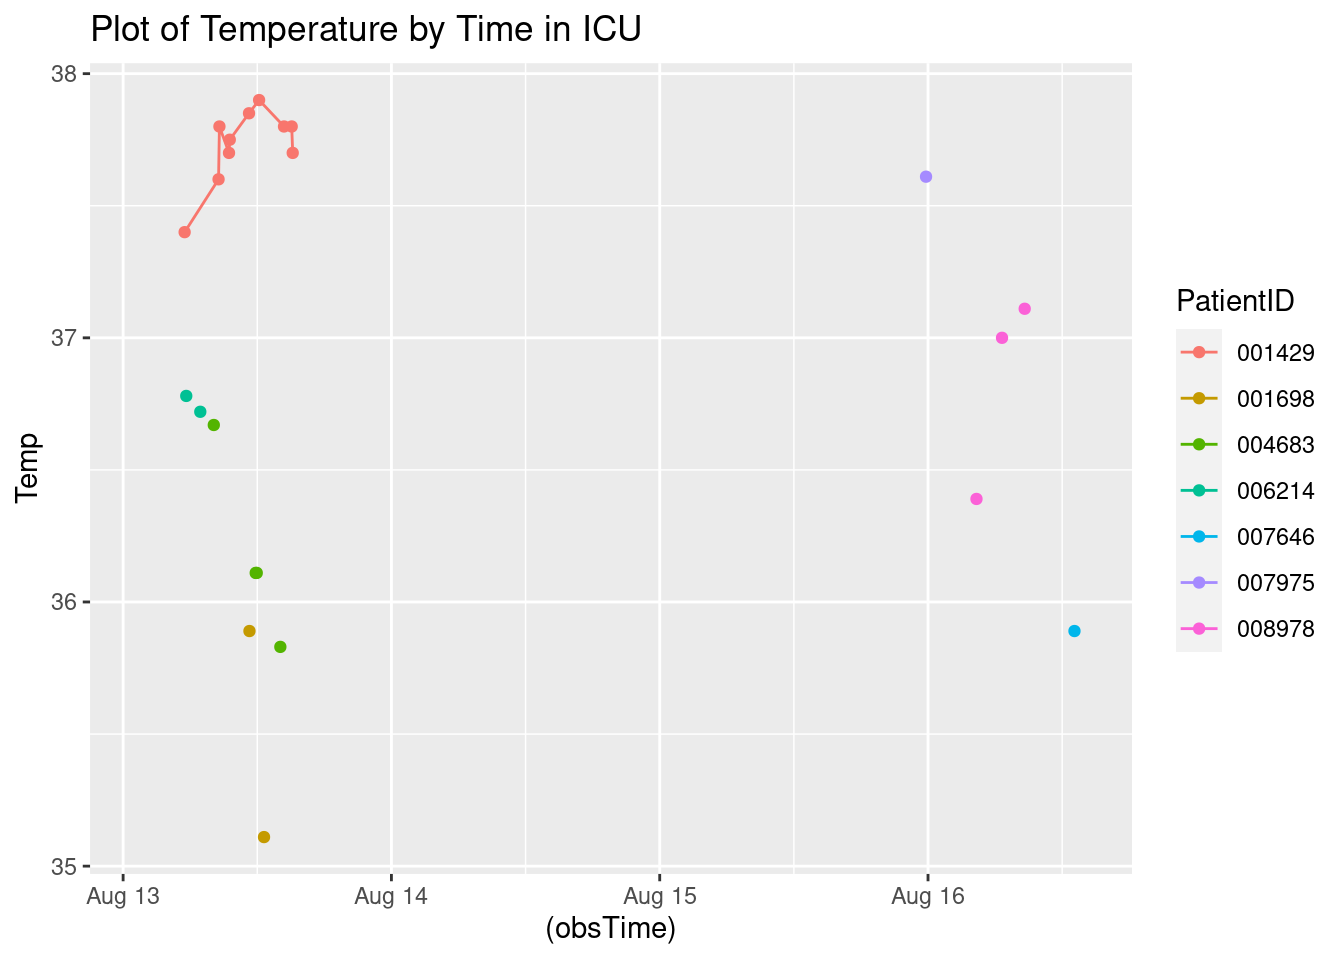 Plot of Temperature by Time in ICU
38
37
36
35
Temp
Aug 13 Aug 14 Aug 15 Aug 16
(obsTime)
PatientID
001429
001698
004683
006214
007646
007975
008978